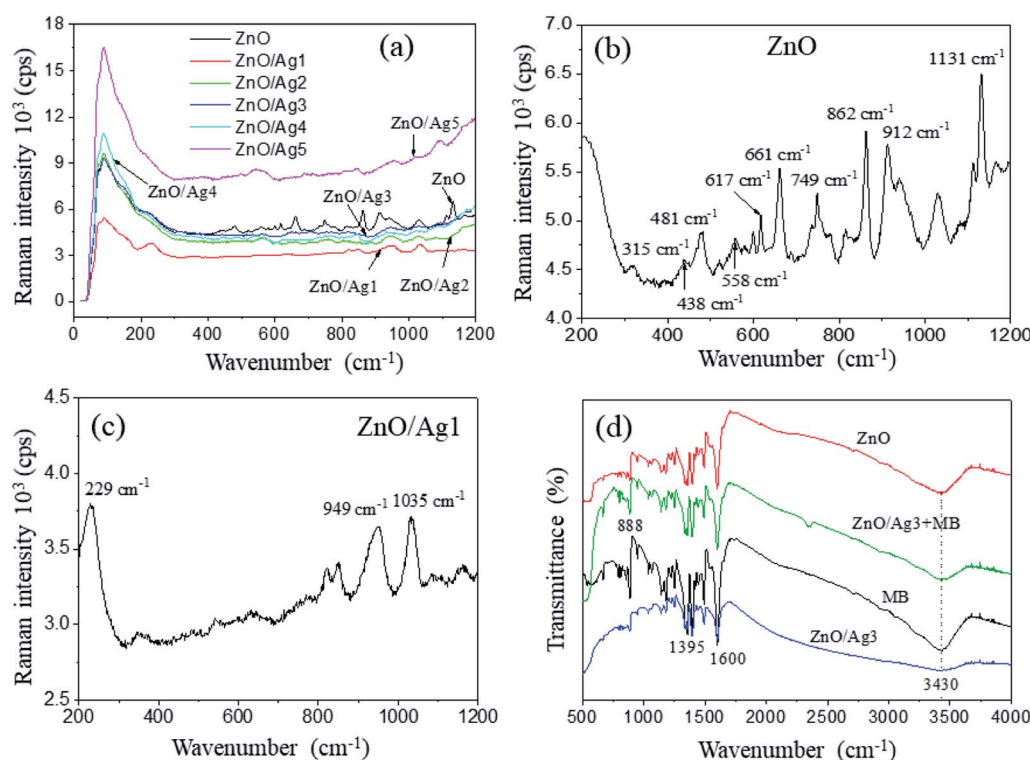 (a)
ZnO
ZnO/Ag1
ZnO/Ag2
ZnO/Ag3
ZnO/Ag4
ZnO/Ag5
ZnO/Ag5
ZnO/Ag4
ZnO/Ag3
ZnO
ZnO/Ag1
ZnO/Ag2
18
15
12
9
6
3
0
0 200 400 600 800 1000 1200
Raman intensity 10³ (cps)
Wavenumber (cm⁻¹)
(b)
ZnO
1131 cm⁻¹
862 cm⁻¹
912 cm⁻¹
661 cm⁻¹
617 cm⁻¹
749 cm⁻¹
481 cm⁻¹
315 cm⁻¹
558 cm⁻¹
438 cm⁻¹
7.0
6.5
6.0
5.5
5.0
4.5
4.0
200 400 600 800 1000 1200
Raman intensity 10³ (cps)
Wavenumber (cm⁻¹)
(c)
ZnO/Ag1
229 cm⁻¹
949 cm⁻¹
1035 cm⁻¹
4.5
4.0
3.5
3.0
2.5
200 400 600 800 1000 1200
Raman intensity 10³ (cps)
Wavenumber (cm⁻¹)
(d)
ZnO
ZnO/Ag3+MB
888
MB
ZnO/Ag3
1395
1600
3430
500 1000 1500 2000 2500 3000 3500 4000
Transmittance (%)
Wavenumber (cm⁻¹)